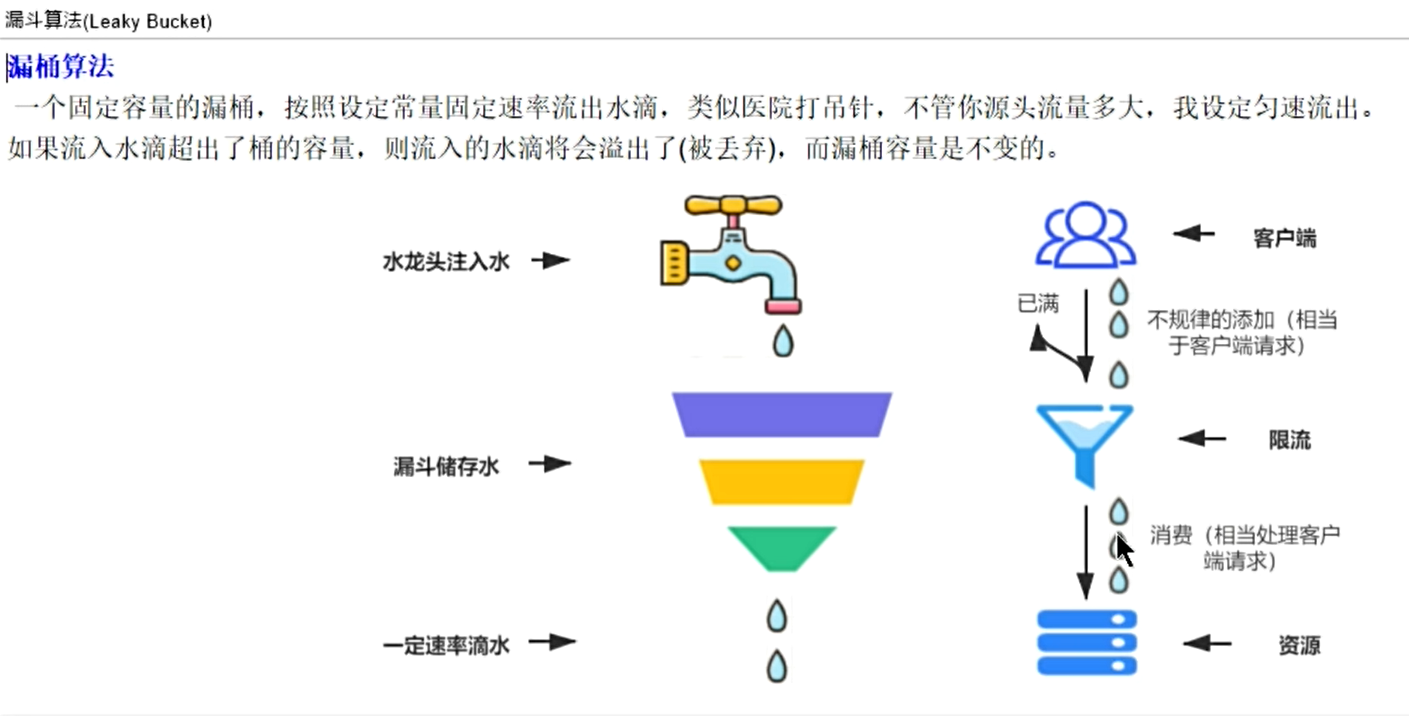 漏斗算法(Leaky Bucket)
漏桶算法
一个固定容量的漏桶，按照设定常量固定速率流出水滴，类似医院打吊针，不管你源头流量多大，我设定匀速流出。
如果流入水滴超出了桶的容量，则流入的水滴将会溢出了(被丢弃)，而漏桶容量是不变的。
水龙头注入水
漏斗储存水
一定速率滴水
客户端
已满
不规律的添加（相当
于客户端请求）
限流
消费（相当处理客户
端请求）
资源